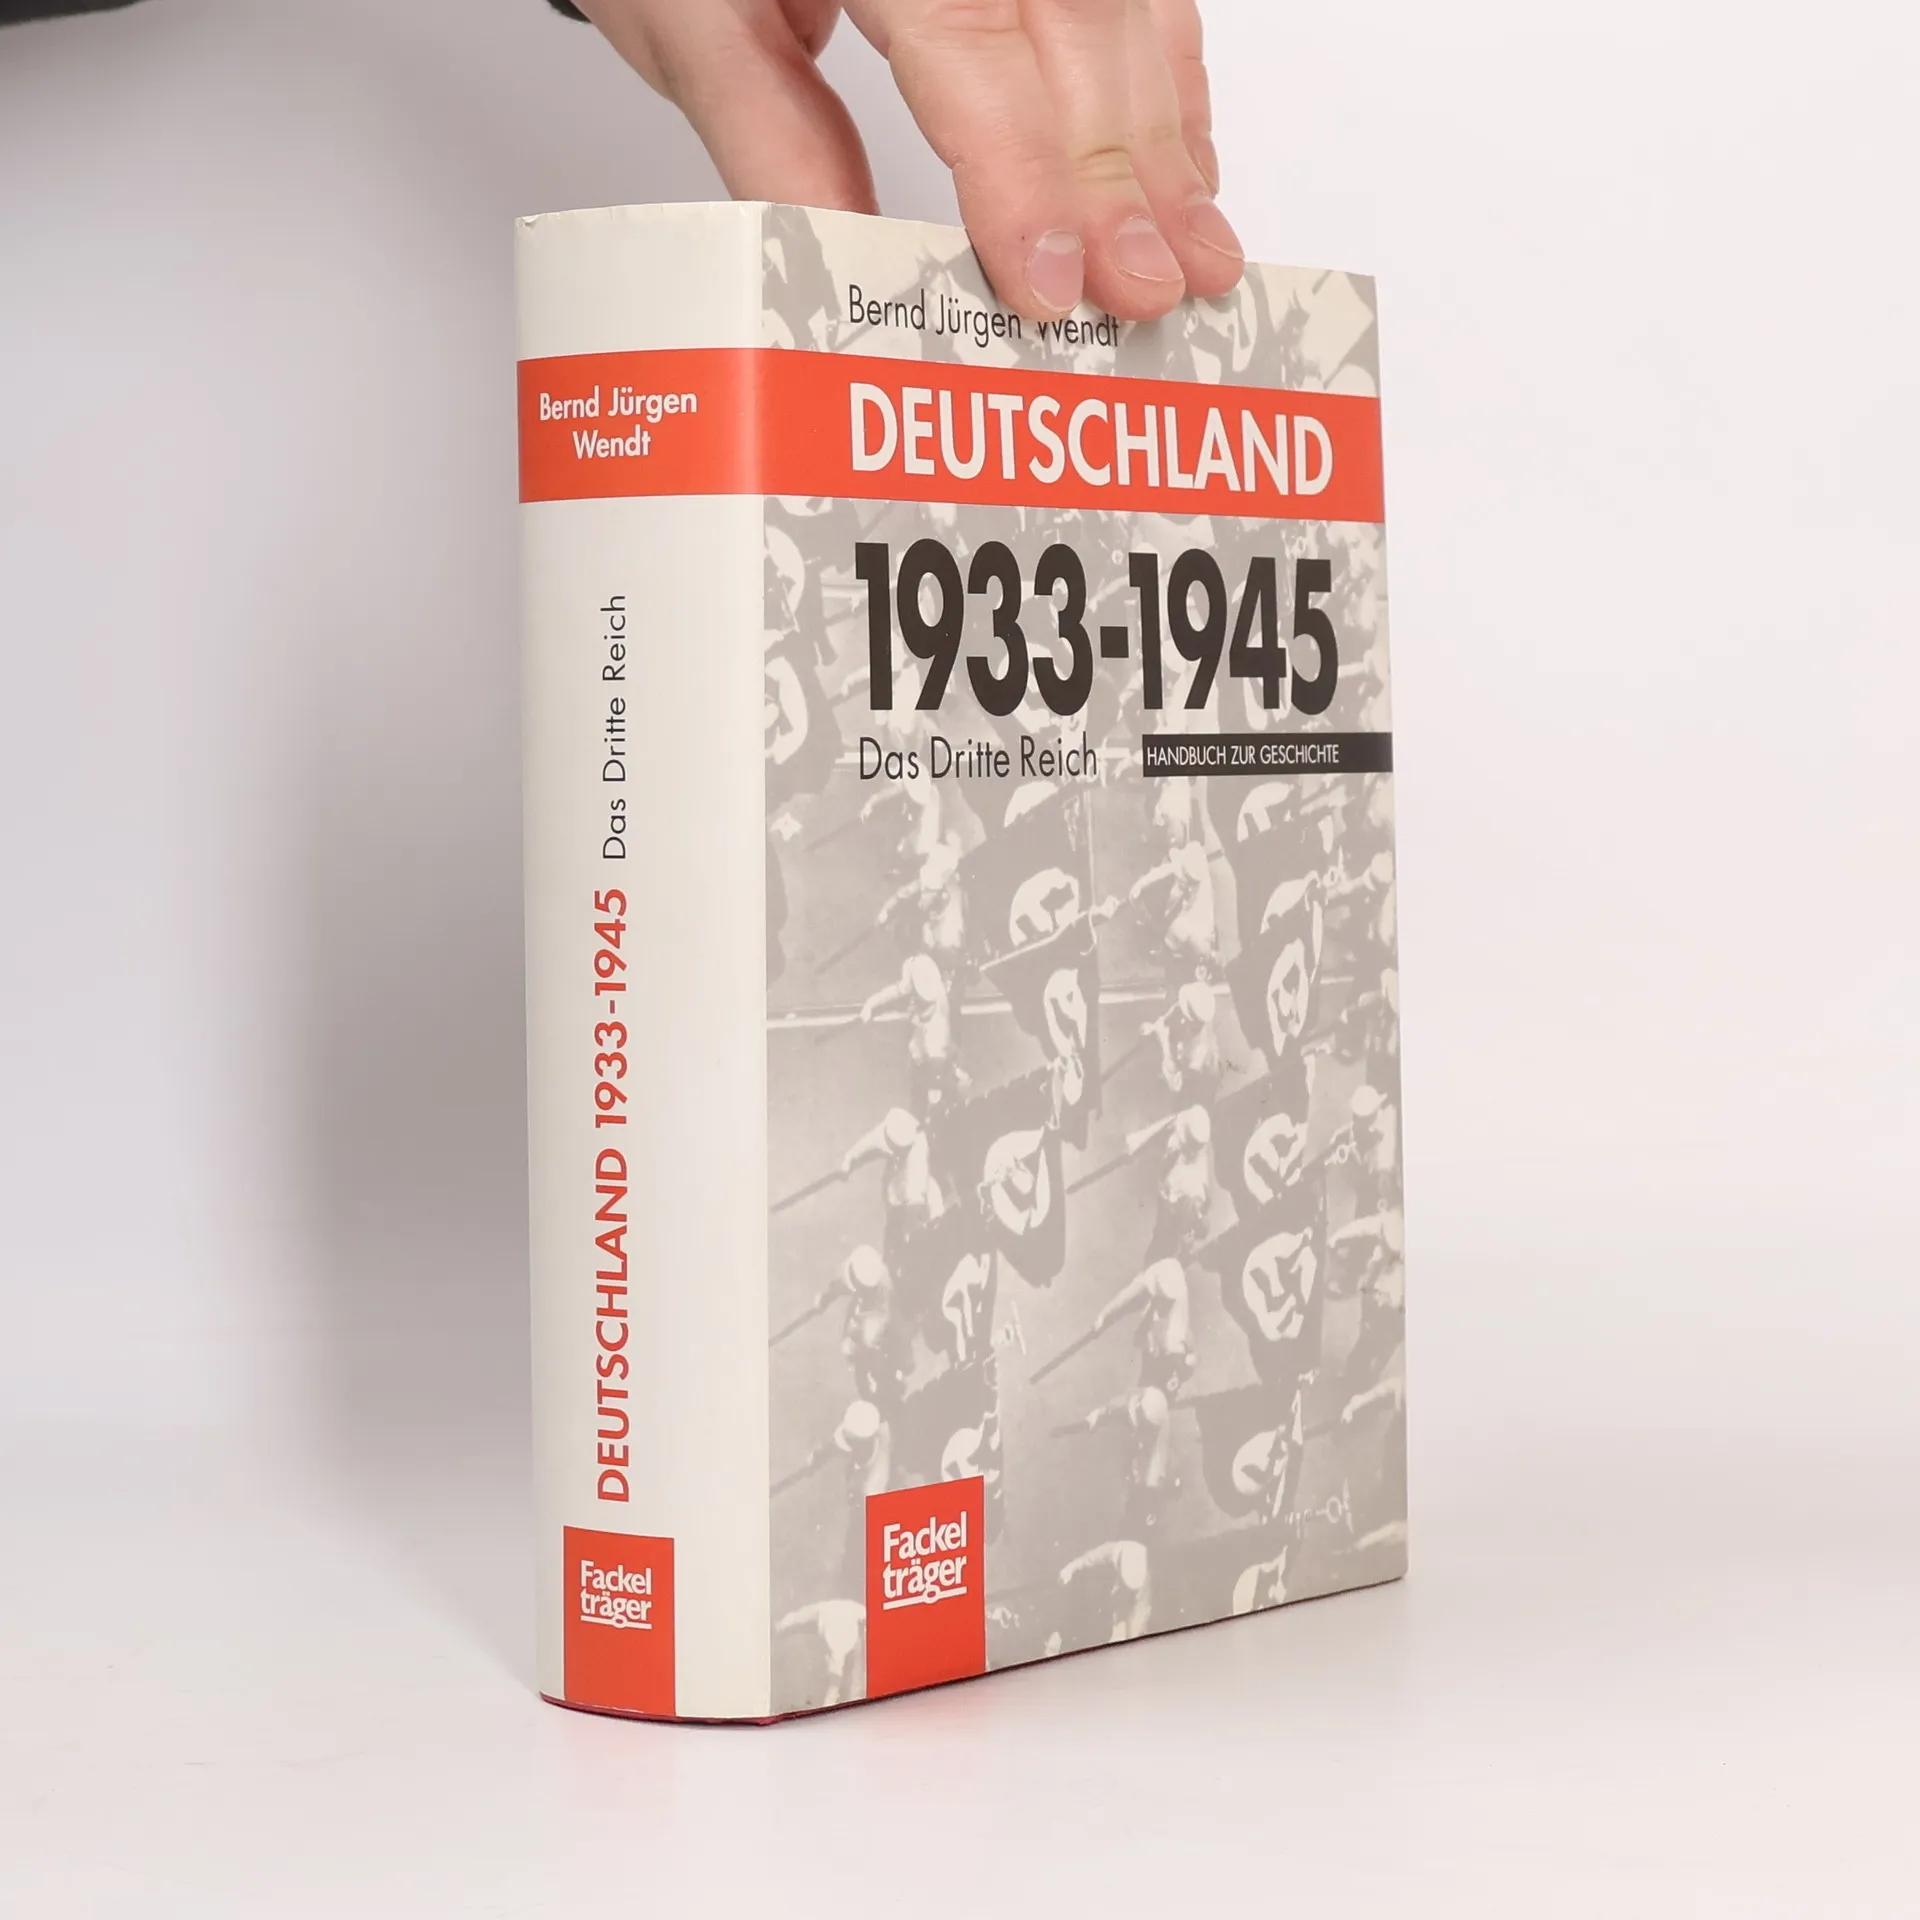 Bernd Jürgen
Wendt
DEUTSCHLAND 1933-1945 Das Dritte Reich
Fackel
träger
Bernd Jürgen Wendt
DEUTSCHLAND
1933-1945
Das Dritte Reich
HANDBUCH ZUR GESCHICHTE
Fackel
träger